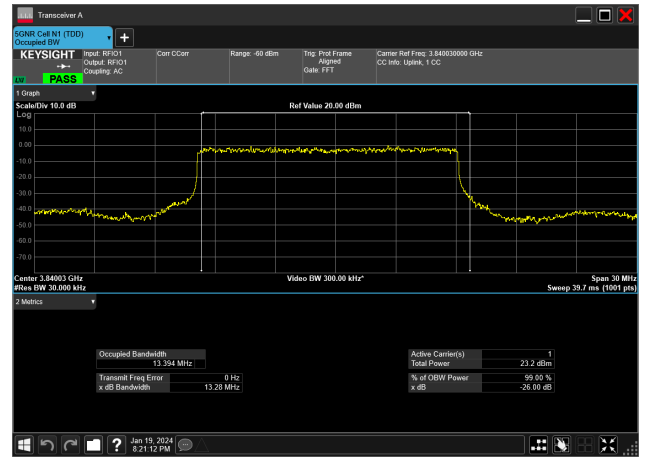 Transceiver A
5GNR Cell N1 (TDD)
Occupied BW
+
KEYSIGHT
LXI
PASS
Input: RFIO1
Output: RFIO1
Coupling: AC
Corr CCorr
Range: -60 dBm
Trig: Prot Frame
Aligned
Gate: FFT
Carrier Ref Freq: 3.840030000 GHz
CC Info: Uplink, 1 CC
1 Graph
Scale/Div 10.0 dB
Ref Value 20.00 dBm
Log
10.0
0.00
-10.0
-20.0
-30.0
-40.0
-50.0
-60.0
-70.0
Center 3.84003 GHz
Video BW 300.00 kHz*
Span 30 MHz
#Res BW 30.000 kHz
Sweep 39.7 ms (1001 pts)
2 Metrics
Occupied Bandwidth
13.394 MHz
Transmit Freq Error 0 Hz
x dB Bandwidth 13.28 MHz
Active Carrier(s) 1
Total Power 23.2 dBm
% of OBW Power 99.00 %
x dB -26.00 dB
?
Jan 19, 2024
8:21:12 PM